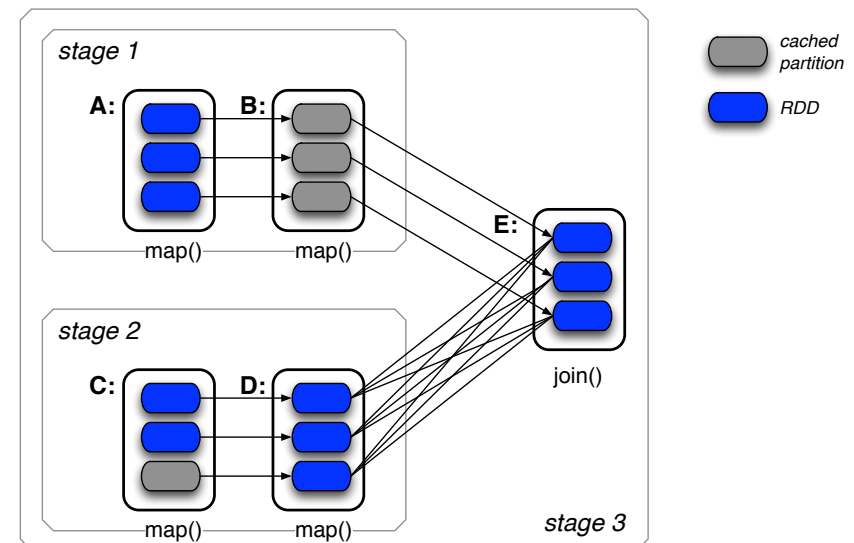 stage 1
cached
partition
RDD
A:
B:
map()
map()
E:
join()
stage 2
C:
D:
map()
map()
stage 3